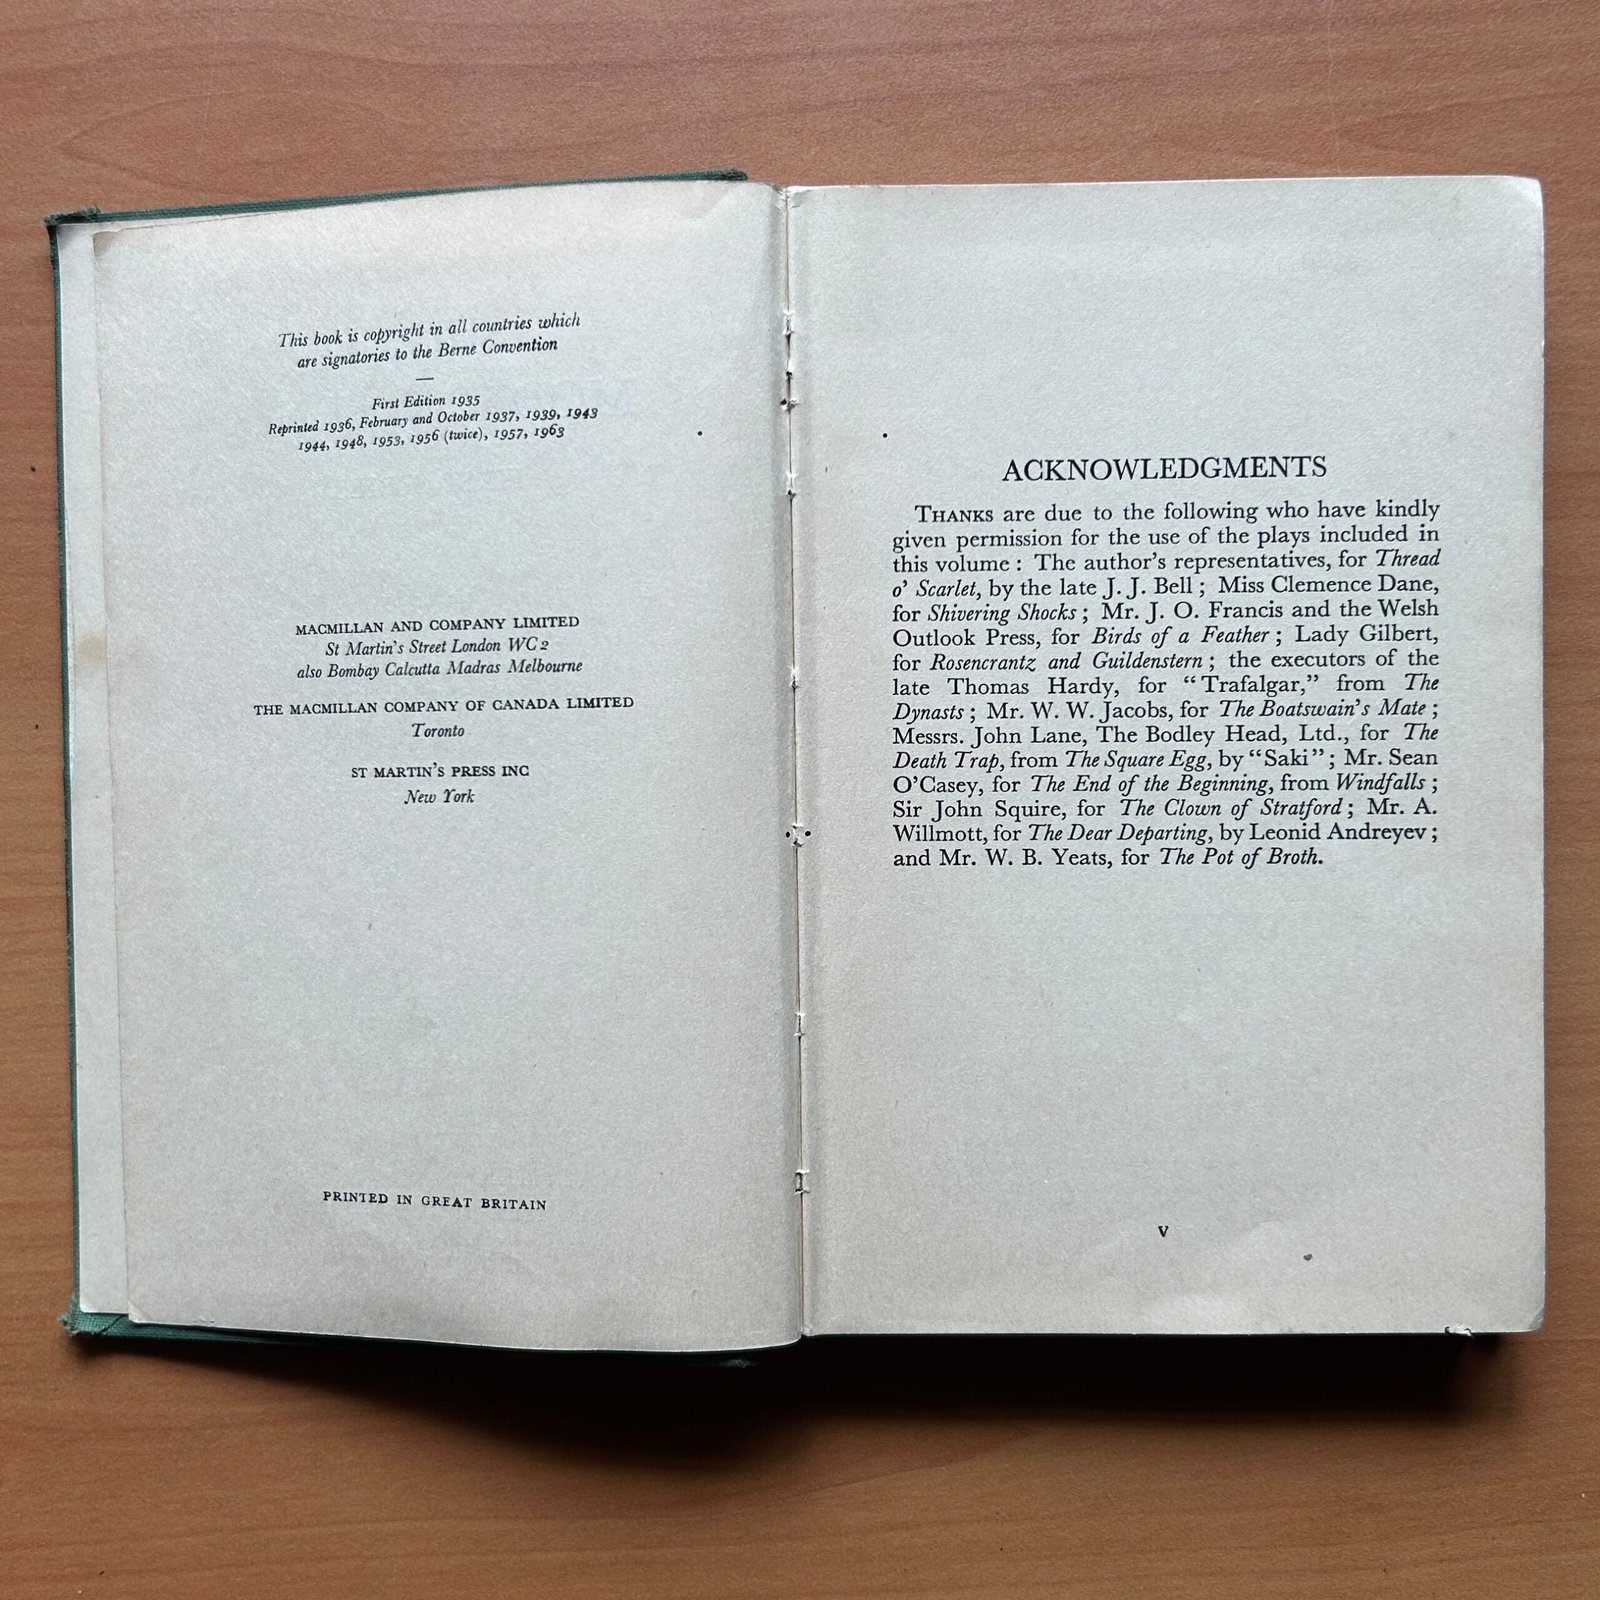 This book is copyright in all countries which
are signatories to the Berne Convention
First Edition 1935
Reprinted 1936, February and October 1937, 1939, 1943
1944, 1948, 1953, 1956 (twice), 1957, 1963
MACMILLAN AND COMPANY LIMITED
St Martin's Street London WC2
also Bombay Calcutta Madras Melbourne
THE MACMILLAN COMPANY OF CANADA LIMITED
Toronto
ST MARTIN'S PRESS INC
New York
PRINTED IN GREAT BRITAIN
ACKNOWLEDGMENTS
THANKS are due to the following who have kindly
given permission for the use of the plays included in
this volume : The author's representatives, for Thread
o' Scarlet, by the late J. J. Bell ; Miss Clemence Dane,
for Shivering Shocks ; Mr. J. O. Francis and the Welsh
Outlook Press, for Birds of a Feather ; Lady Gilbert,
for Rosencrantz and Guildenstern ; the executors of the
late Thomas Hardy, for "Trafalgar," from The
Dynasts ; Mr. W. W. Jacobs, for The Boatswain's Mate ;
Messrs. John Lane, The Bodley Head, Ltd., for The
Death Trap, from The Square Egg, by "Saki" ; Mr. Sean
O'Casey, for The End of the Beginning, from Windfalls ;
Sir John Squire, for The Clown of Stratford ; Mr. A.
Willmott, for The Dear Departing, by Leonid Andreyev ;
and Mr. W. B. Yeats, for The Pot of Broth.
v